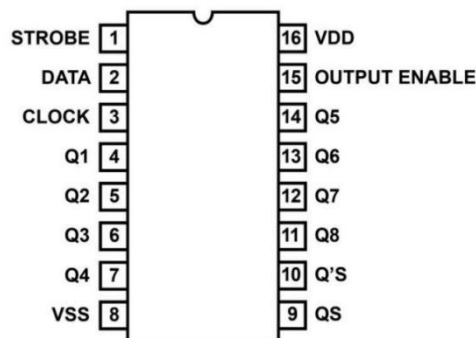 STROBE 1 16 VDD
DATA 2 15 OUTPUT ENABLE
CLOCK 3 14 Q5
Q1 4 13 Q6
Q2 5 12 Q7
Q3 6 11 Q8
Q4 7 10 Q'S
VSS 8 9 QS